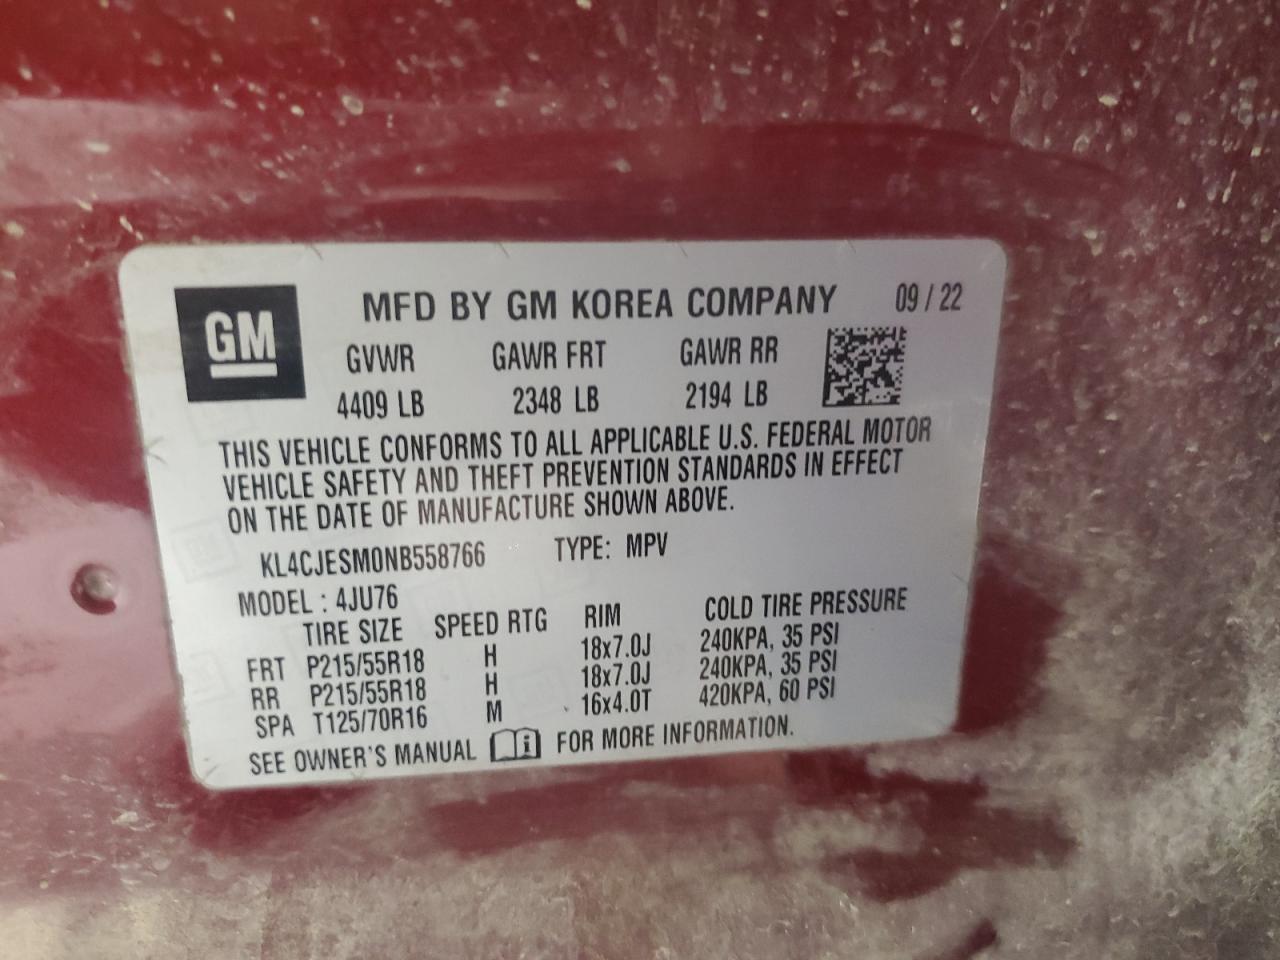 GM
MFD BY GM KOREA COMPANY 09 / 22
GVWR GAWR FRT GAWR RR
4409 LB 2348 LB 2194 LB
THIS VEHICLE CONFORMS TO ALL APPLICABLE U.S. FEDERAL MOTOR
VEHICLE SAFETY AND THEFT PREVENTION STANDARDS IN EFFECT
ON THE DATE OF MANUFACTURE SHOWN ABOVE.
KL4CJESM0NB558766 TYPE: MPV
MODEL : 4JU76
TIRE SIZE SPEED RTG RIM COLD TIRE PRESSURE
FRT P215/55R18 H 18x7.0J 240KPA, 35 PSI
RR P215/55R18 H 18x7.0J 240KPA, 35 PSI
SPA T125/70R16 M 16x4.0T 420KPA, 60 PSI
SEE OWNER'S MANUAL FOR MORE INFORMATION.